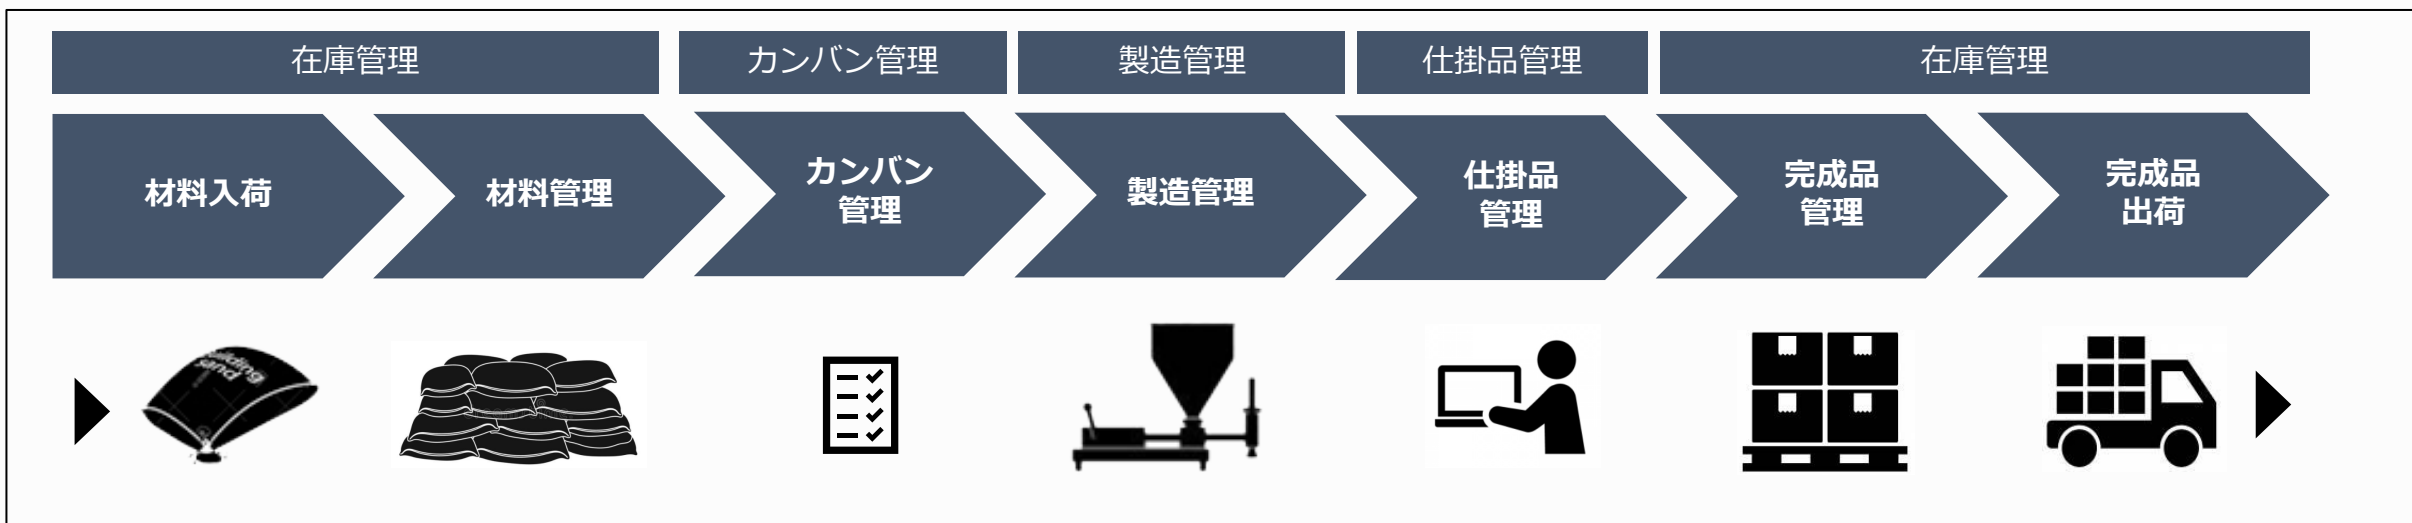 在庫管理
カンバン管理
製造管理
仕掛品管理
在庫管理
材料入荷
材料管理
カンバン
管理
製造管理
仕掛品
管理
完成品
管理
完成品
出荷